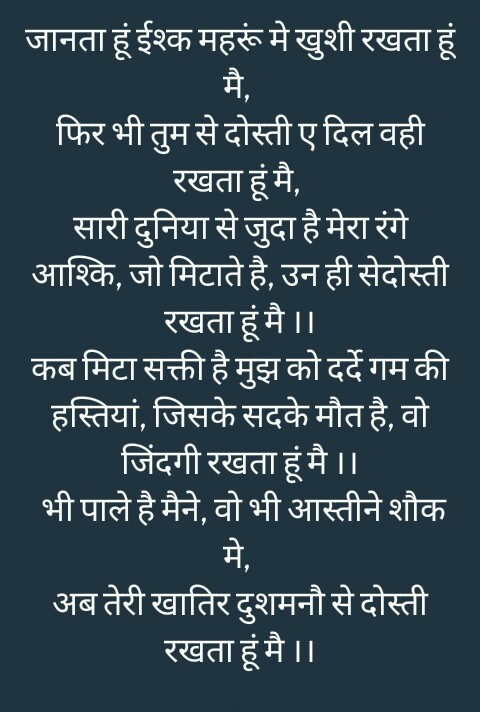 जानता हूं ईश्क महरूं मे खुशी रखता हूं
मै,
फिर भी तुम से दोस्ती ए दिल वही
रखता हूं मै,
सारी दुनिया से जुदा है मेरा रंगे
आश्कि, जो मिटाते है, उन ही सेदोस्ती
रखता हूं मै ।।
कब मिटा सक्ती है मुझ को दर्दे गम की
हस्तियां, जिसके सदके मौत है, वो
जिंदगी रखता हूं मै ।।
भी पाले है मैने, वो भी आस्तीने शौक
मे,
अब तेरी खातिर दुशमनौ से दोस्ती
रखता हूं मै ।।